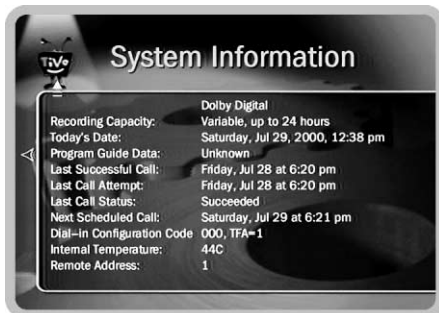 TiVo
System Information
Dolby Digital
Recording Capacity: Variable, up to 24 hours
Today's Date: Saturday, Jul 29, 2000, 12:38 pm
Program Guide Data: Unknown
Last Successful Call: Friday, Jul 28 at 6:20 pm
Last Call Attempt: Friday, Jul 28 at 6:20 pm
Last Call Status: Succeeded
Next Scheduled Call: Saturday, Jul 29 at 6:21 pm
Dial-in Configuration Code 000, TFA=1
Internal Temperature: 44C
Remote Address: 1